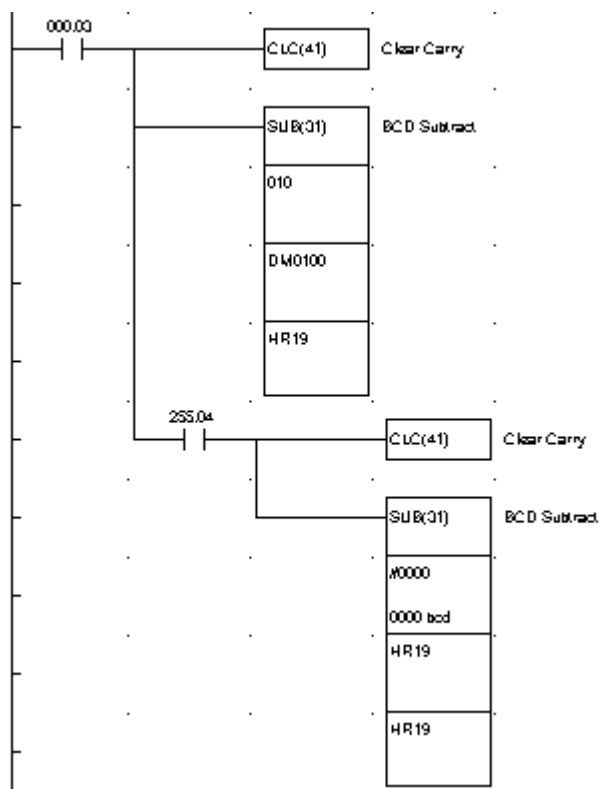 000.03
CLC(41) Clear Carry
SUB(31) BCD Subtract
010
DM0100
HR19
255.04
CLC(41) Clear Carry
SUB(31) BCD Subtract
#0000
0000 bcd
HR19
HR19